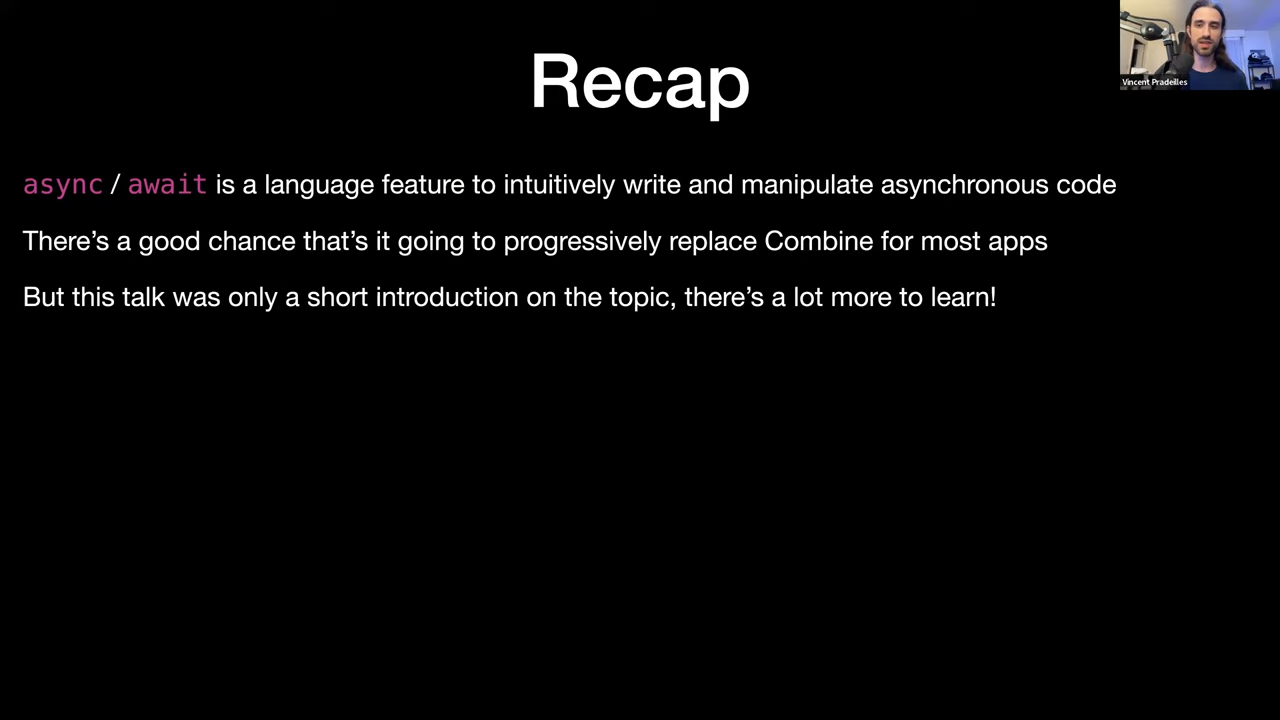 Recap
Vincent Pradeilles
async / await is a language feature to intuitively write and manipulate asynchronous code
There’s a good chance that’s it going to progressively replace Combine for most apps
But this talk was only a short introduction on the topic, there’s a lot more to learn!